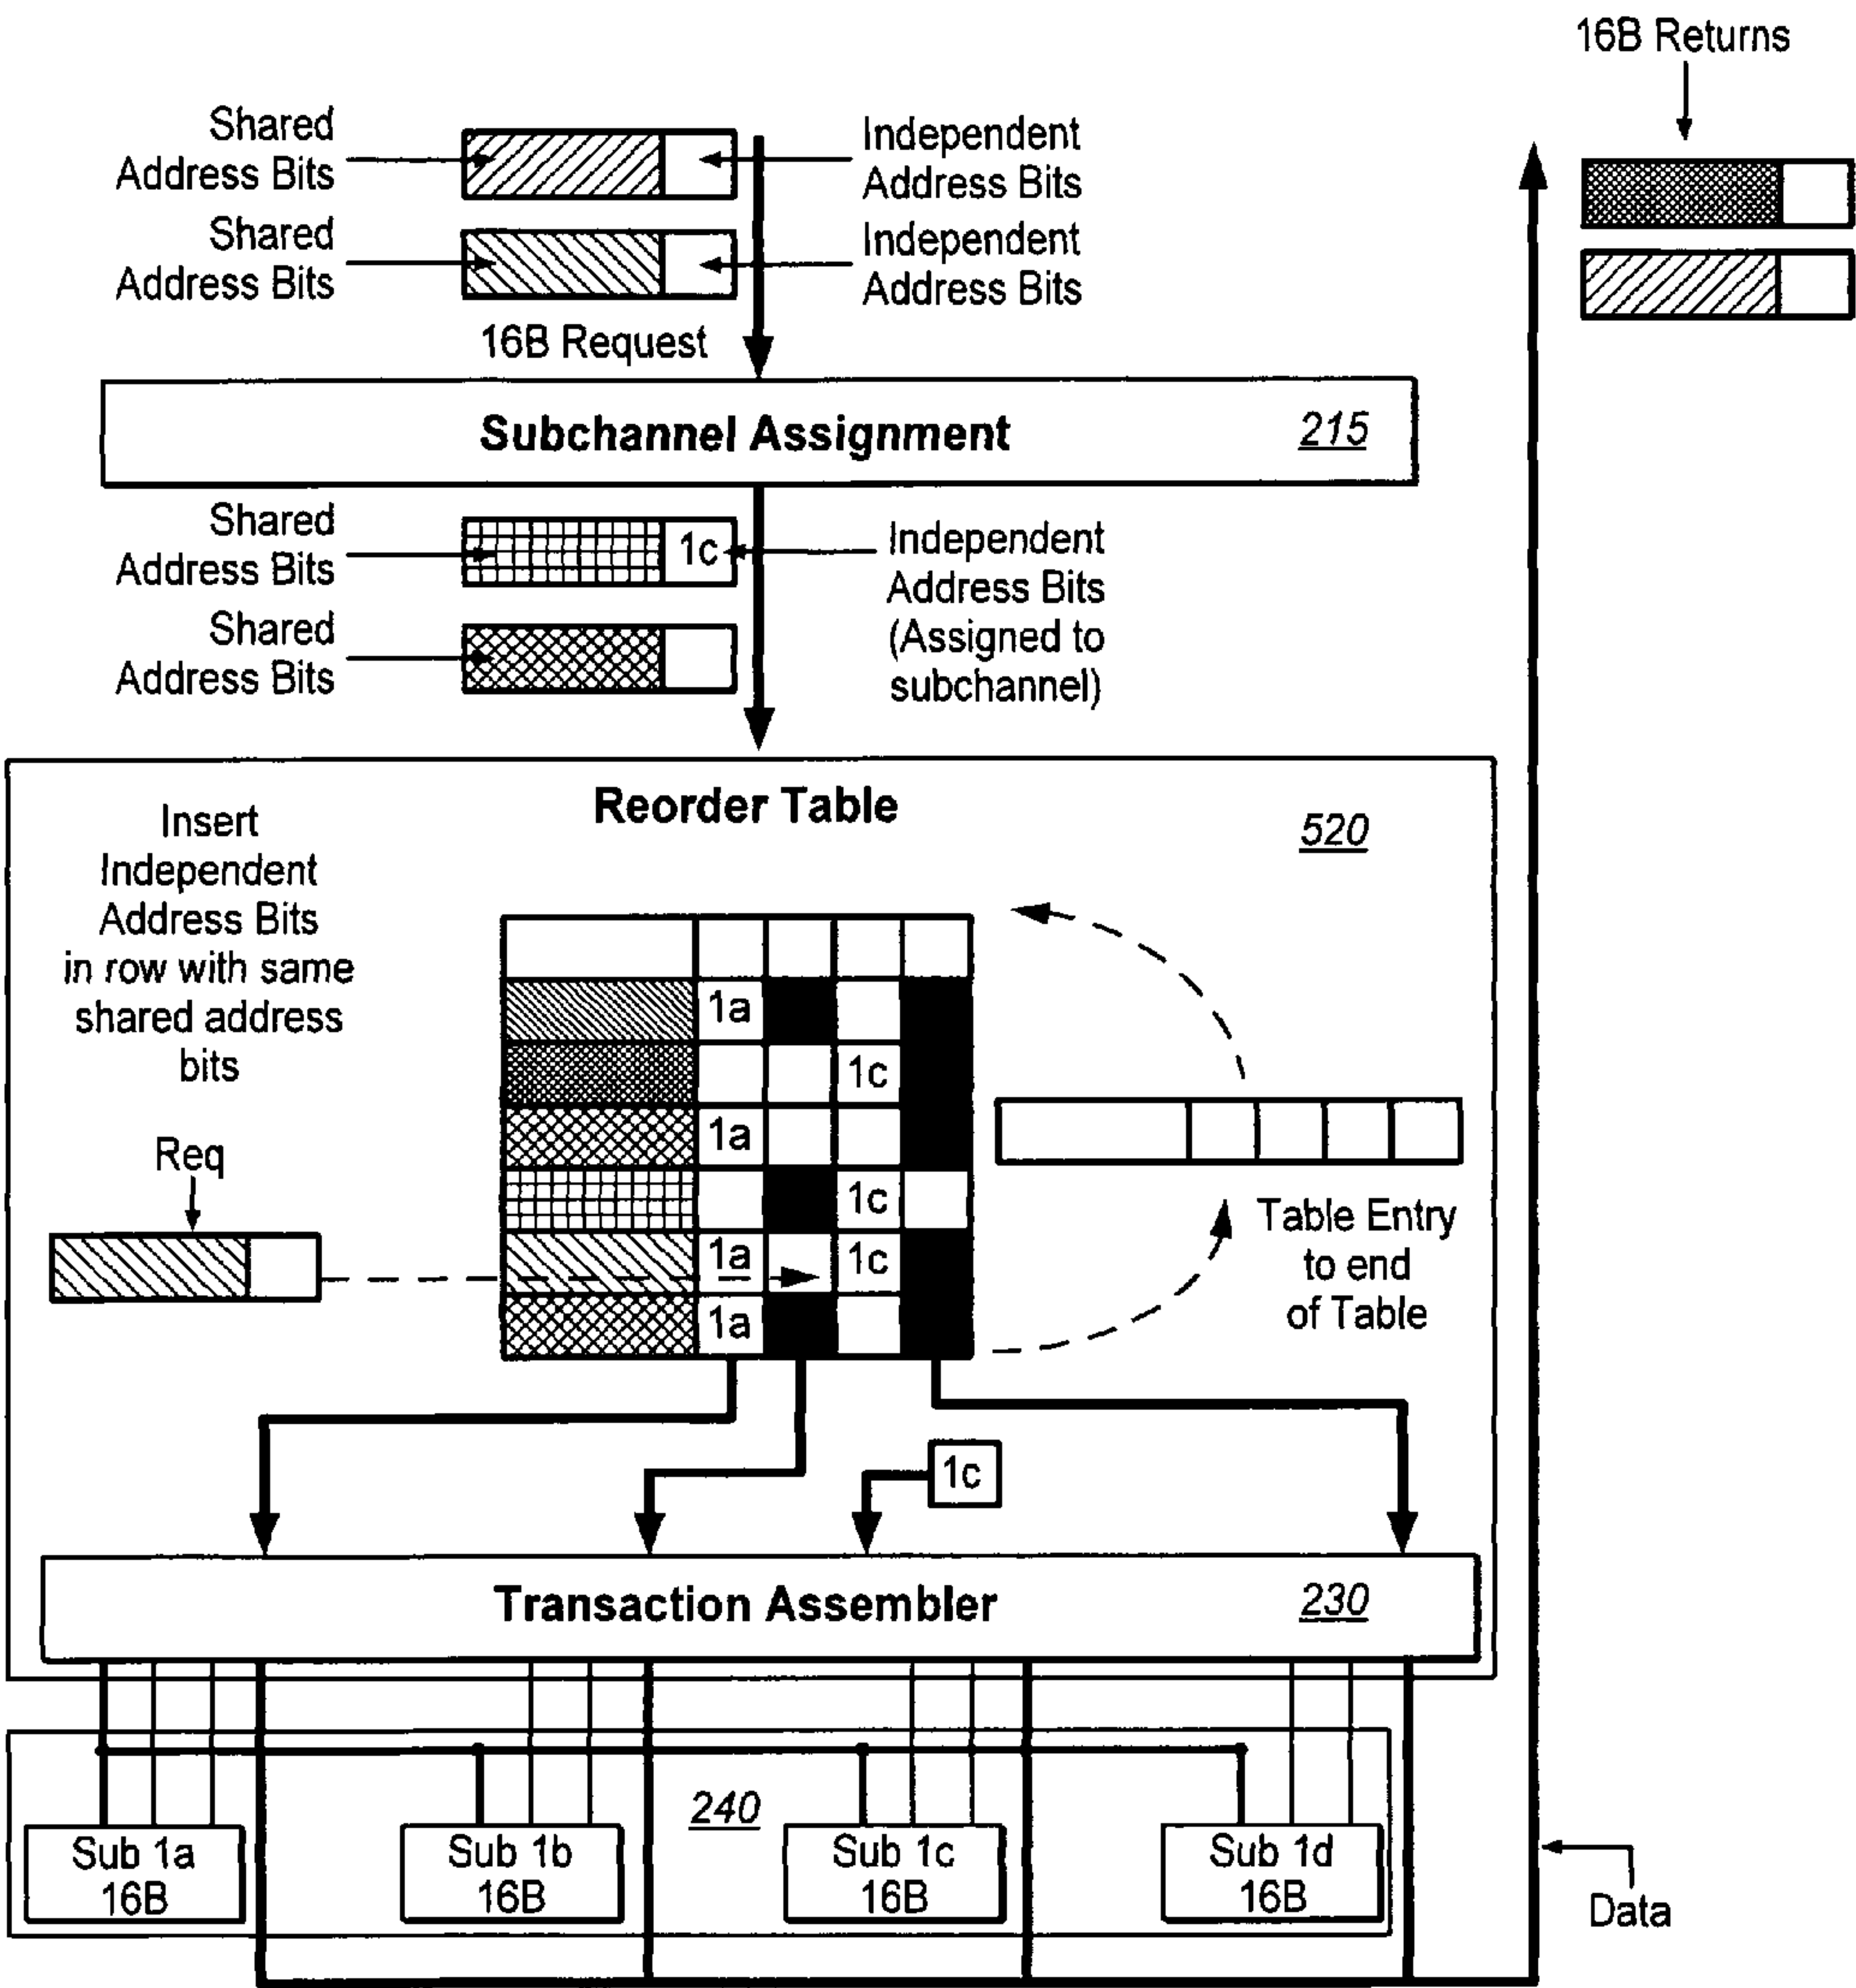 16B Returns
Shared
Address Bits
Independent
Address Bits
Shared
Address Bits
Independent
Address Bits
16B Request
Subchannel Assignment 215
Shared
Address Bits
1c
Independent
Address Bits
(Assigned to
subchannel)
Shared
Address Bits
Reorder Table
520
Insert
Independent
Address Bits
in row with same
shared address
bits
Req
1a
1c
1a
1c
1a 1c
1a
Table Entry
to end
of Table
1c
Transaction Assembler 230
240
Sub 1a
16B
Sub 1b
16B
Sub 1c
16B
Sub 1d
16B
Data